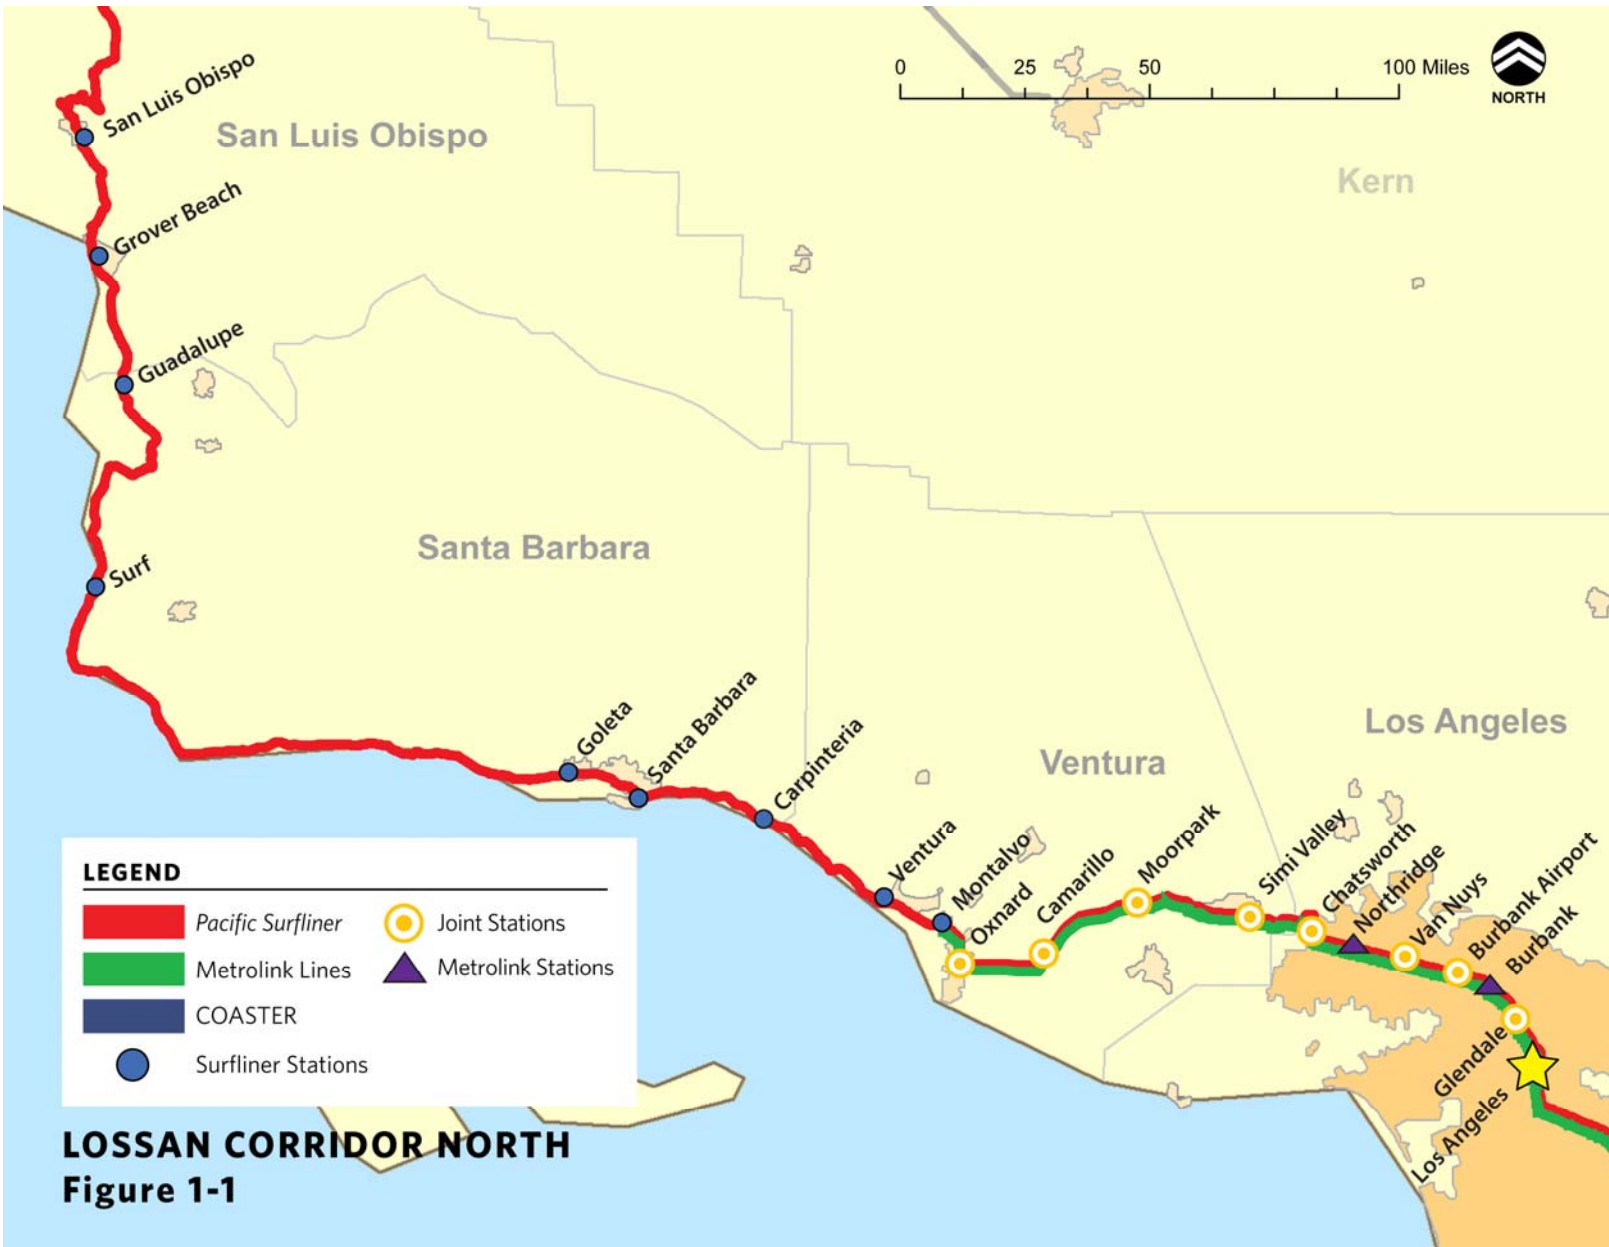 0
25
50
100 Miles
NORTH
San Luis Obispo
San Luis Obispo
Kern
Grover Beach
Guadalupe
Santa Barbara
Surf
Goleta
Santa Barbara
Carpinteria
Los Angeles
Ventura
Ventura
Montalvo
Oxnard
Camarillo
Moorpark
Simi Valley
Chatsworth
Northridge
Van Nuys
Burbank Airport
Burbank
Glendale
Los Angeles
LEGEND
Pacific Surfliner
Joint Stations
Metrolink Lines
Metrolink Stations
COASTER
Surfliner Stations
LOSSAN CORRIDOR NORTH
Figure 1-1